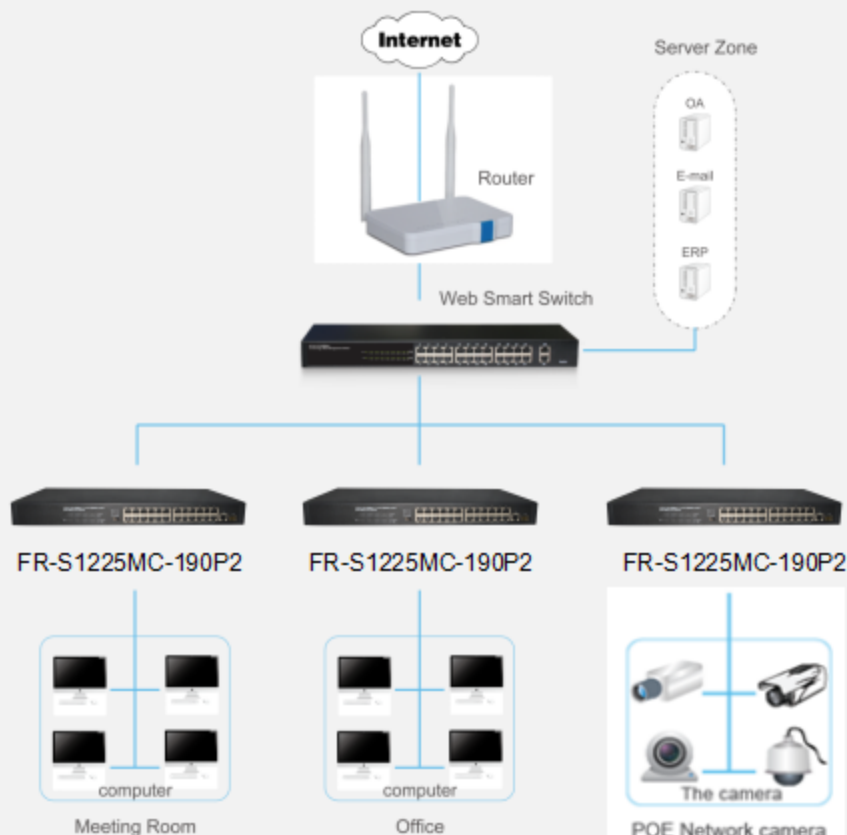 Internet
Server Zone
OA
Router
E-mail
ERP
Web Smart Switch
FR-S1225MC-190P2
FR-S1225MC-190P2
FR-S1225MC-190P2
computer
computer
The camera
Meeting Room
Office
POE Network camera